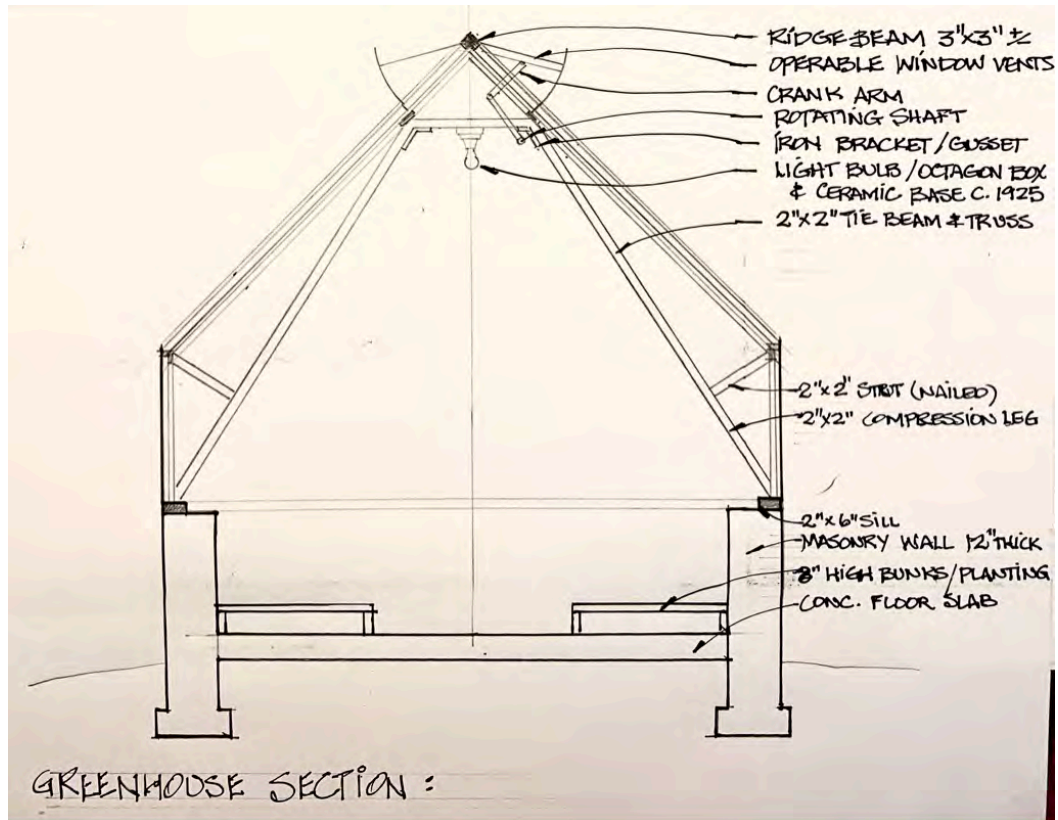 RIDGE BEAM 3"x3" ±
OPERABLE WINDOW VENTS
CRANK ARM
ROTATING SHAFT
IRON BRACKET/GUSSET
LIGHT BULB/OCTAGON BOX
& CERAMIC BASE C. 1925
2"x2" TIE BEAM & TRUSS
2"x2" STRUT (NAILED)
2"x2" COMPRESSION LEG
2"x6" SILL
MASONRY WALL 12" THICK
8" HIGH BUNKS/PLANTING
CONC. FLOOR SLAB
GREENHOUSE SECTION :